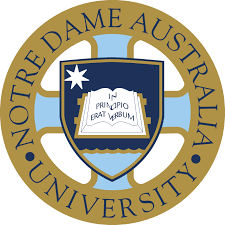 NOTRE DAME AUSTRALIA
• UNIVERSITY •
IN
PRINCIPIO
ERAT VERBUM